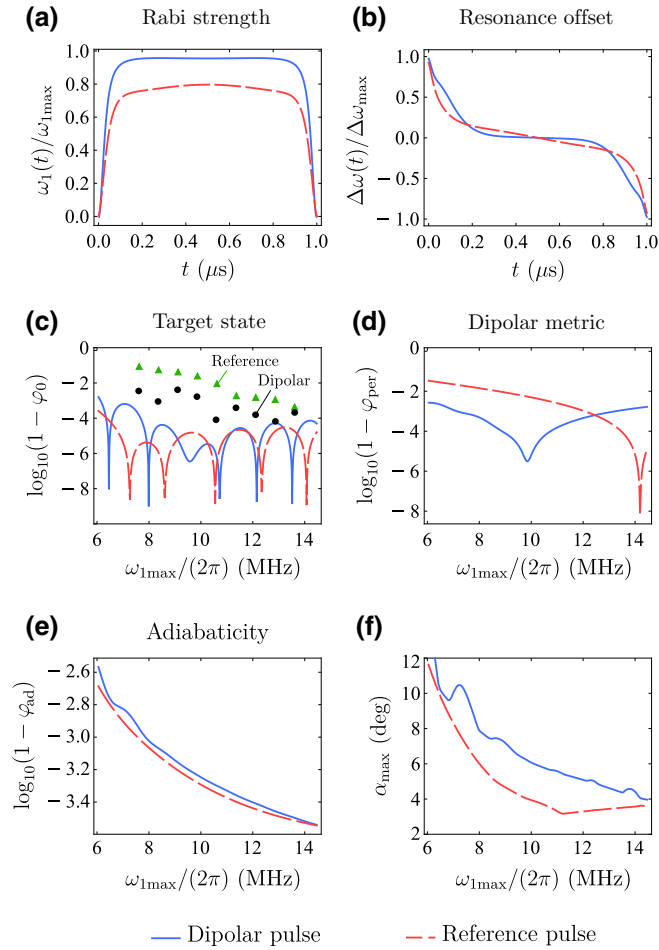 (a) Rabi strength
ω₁(t)/ω₁max
1.0
0.8
0.6
0.4
0.2
0.0
0.0 0.2 0.4 0.6 0.8 1.0
t (μs)
(b) Resonance offset
Δω(t)/Δωmax
1.0
0.5
0.0
− 0.5
− 1.0
0.0 0.2 0.4 0.6 0.8 1.0
t (μs)
(c) Target state
log₁₀(1 − φ₀)
0
− 2
− 4
− 6
− 8
Reference
Dipolar
6 8 10 12 14
ω₁max/(2π) (MHz)
(d) Dipolar metric
log₁₀(1 − φper)
0
− 2
− 4
− 6
− 8
6 8 10 12 14
ω₁max/(2π) (MHz)
(e) Adiabaticity
log₁₀(1 − φad)
− 2.6
− 2.8
− 3.0
− 3.2
− 3.4
6 8 10 12 14
ω₁max/(2π) (MHz)
(f)
αmax (deg)
12
10
8
6
4
2
6 8 10 12 14
ω₁max/(2π) (MHz)
Dipolar pulse Reference pulse